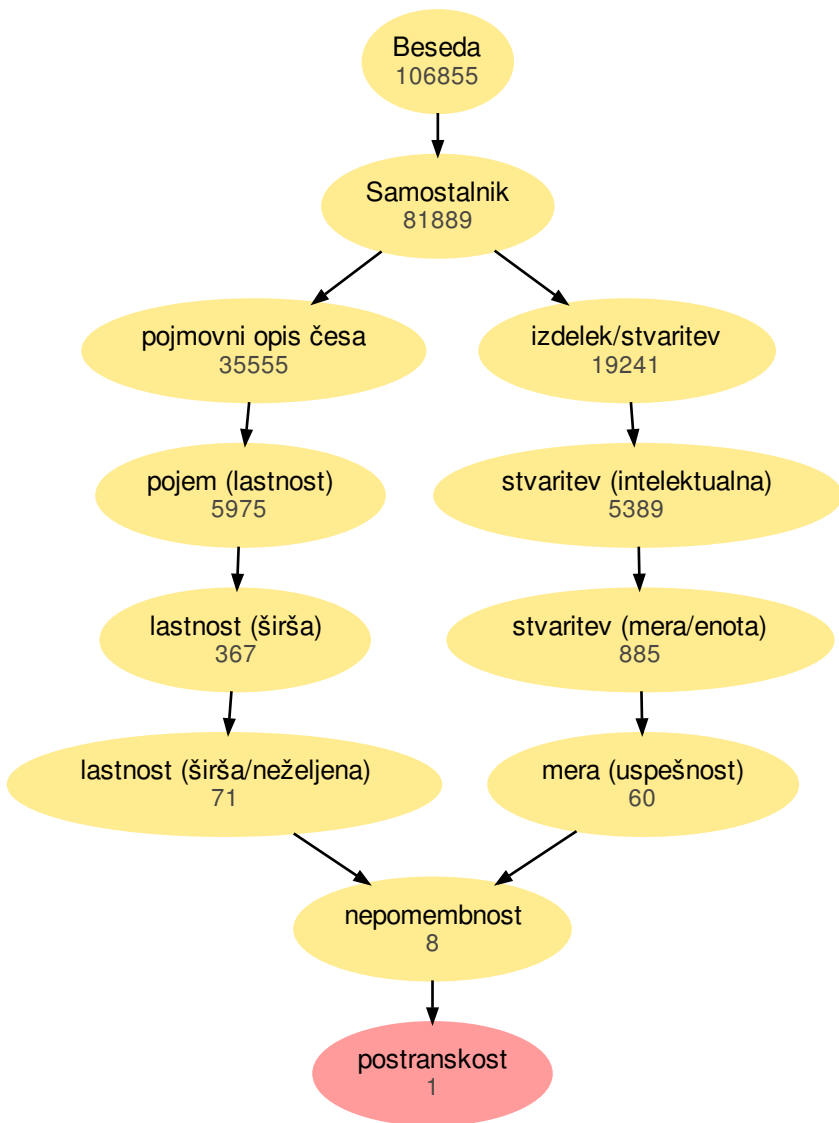 Beseda
106855
Samostalnik
81889
pojmovni opis česa
35555
izdelek/stvaritev
19241
pojem (lastnost)
5975
stvaritev (intelektualna)
5389
lastnost (širša)
367
stvaritev (mera/enota)
885
lastnost (širša/neželjena)
71
mera (uspešnost)
60
nepomembnost
8
postranskost
1